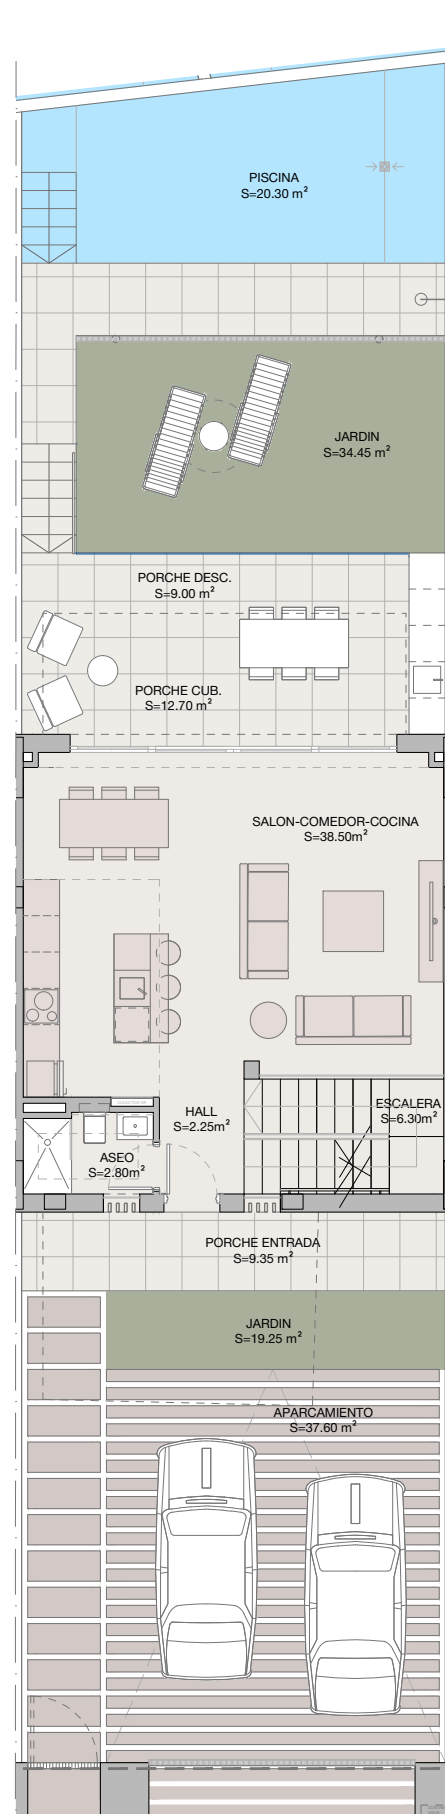 PISCINA
S=20.30 m²
JARDIN
S=34.45 m²
PORCHE DESC.
S=9.00 m²
PORCHE CUB.
S=12.70 m²
SALON-COMEDOR-COCINA
S=38.50m²
ESCALERA
S=6.30m²
HALL
S=2.25m²
ASEO
S=2.80m²
PORCHE ENTRADA
S=9.35 m²
JARDIN
S=19.25 m²
APARCAMIENTO
S=37.60 m²